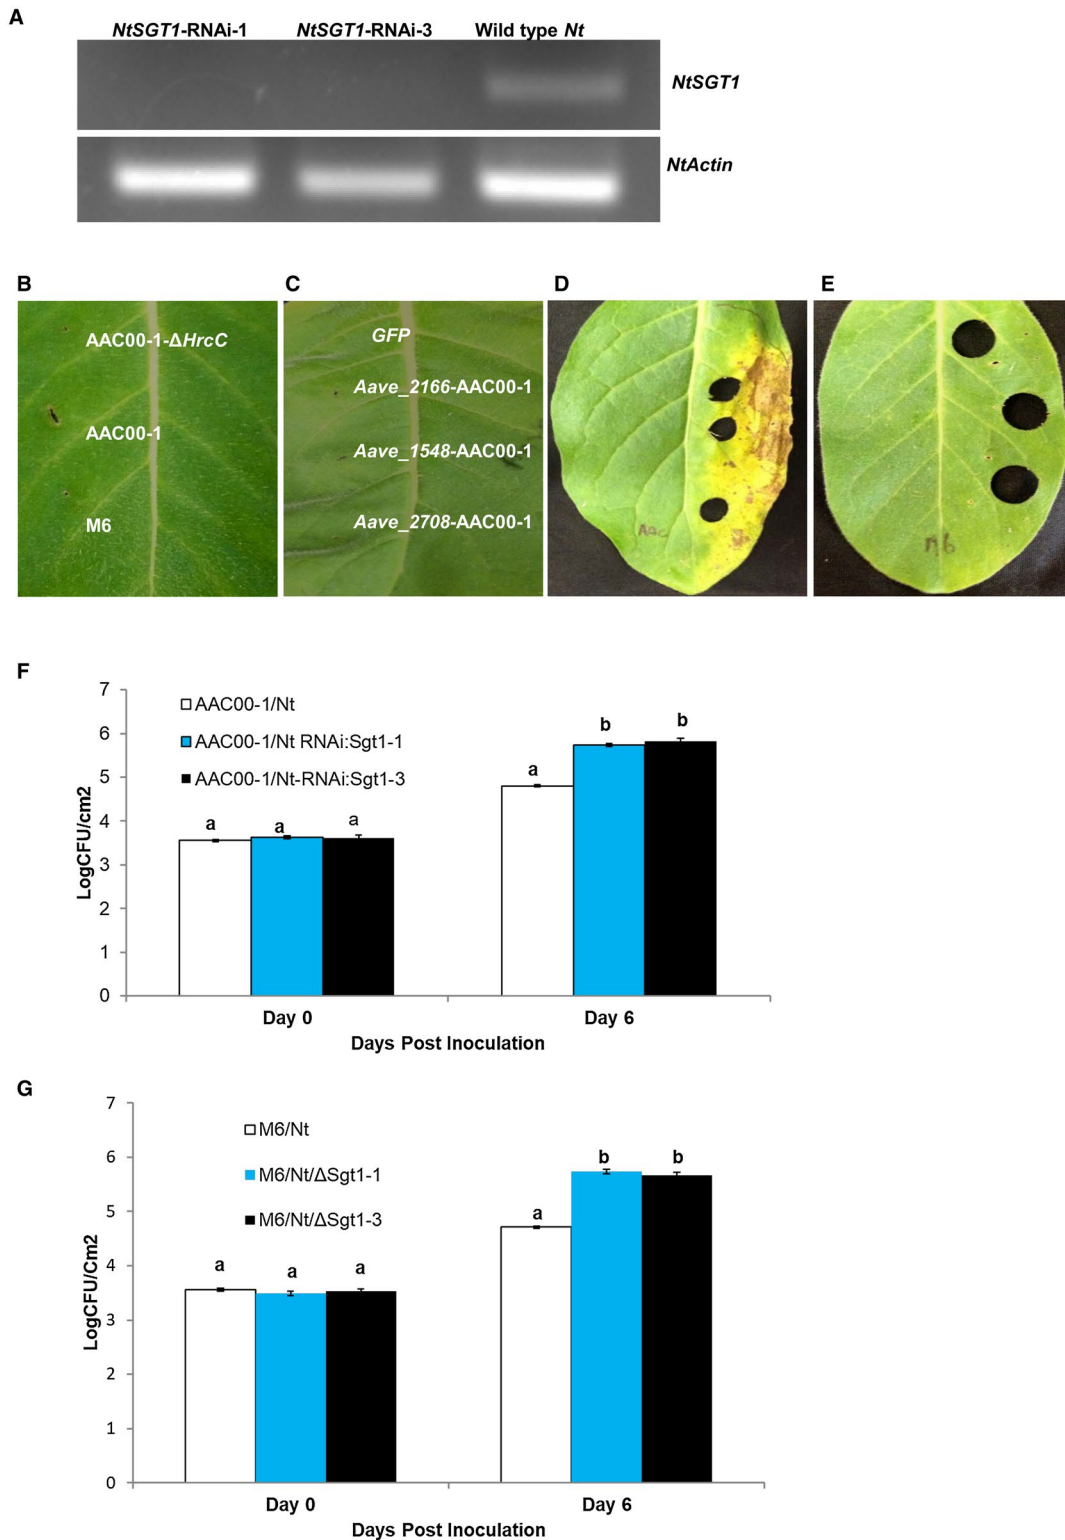 A
NtSGT1-RNAi-1 NtSGT1-RNAi-3 Wild type Nt
NtSGT1
NtActin
B C D E
AAC00-1-ΔHrcC
AAC00-1
M6
GFP
Aave_2166-AAC00-1
Aave_1548-AAC00-1
Aave_2708-AAC00-1
Aac
M6
F
LogCFU/cm2
7
6
5
4
3
2
1
0
AAC00-1/Nt
AAC00-1/Nt RNAi:Sgt1-1
AAC00-1/Nt-RNAi:Sgt1-3
a a a
a b b
Day 0 Day 6
Days Post Inoculation
G
LogCFU/Cm2
7
6
5
4
3
2
1
0
M6/Nt
M6/Nt/ΔSgt1-1
M6/Nt/ΔSgt1-3
a a a
a b b
Day 0 Day 6
Days Post Inoculation